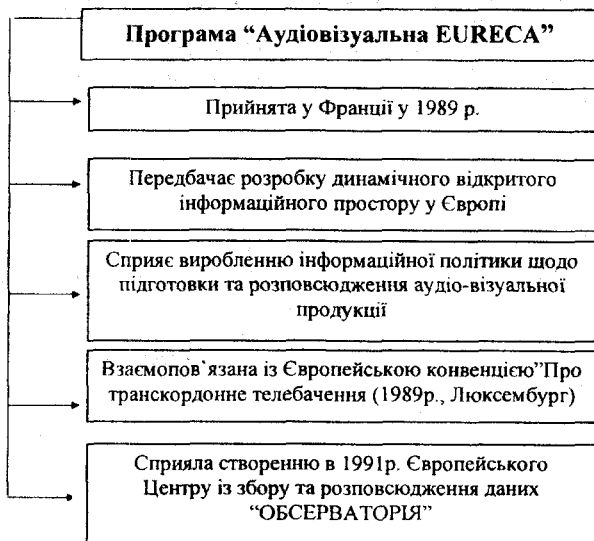 Програма “Аудіовізуальна EURECA”
Прийнята у Франції у 1989 р.
Передбачає розробку динамічного відкритого
інформаційного простору у Європі
Сприяє виробленню інформаційної політики щодо
підготовки та розповсюдження аудіо-візуальної
продукції
Взаємопов`язана із Європейською конвенцією”Про
транскордонне телебачення (1989р., Люксембург)
Сприяла створенню в 1991р. Європейського
Центру із збору та розповсюдження даних
“ОБСЕРВАТОРІЯ”